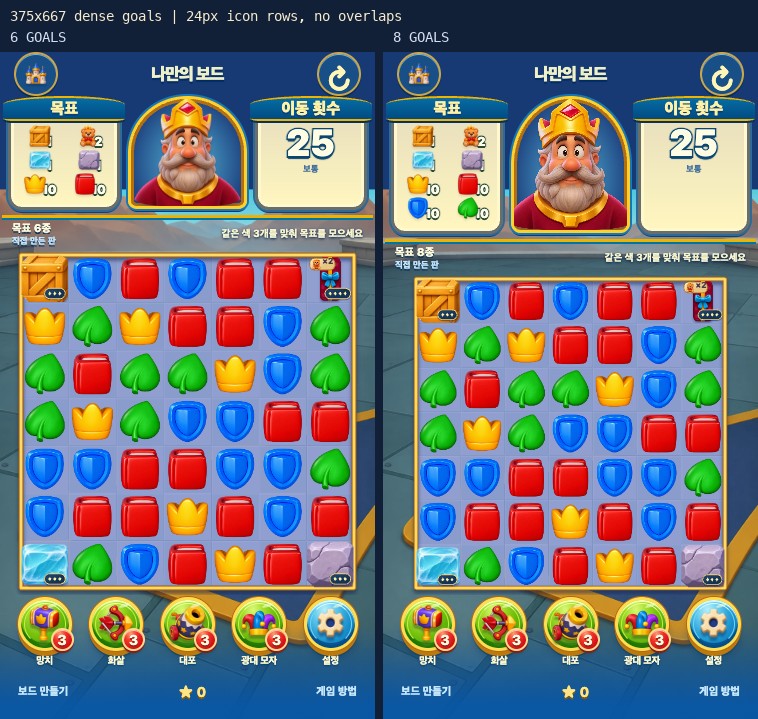 375x667 dense goals | 24px icon rows, no overlaps
6 GOALS
나만의 보드
목표
이동 횟수
1
2
1
1
10
10
25
보통
목표 6종
직접 만든 판
같은 색 3개를 맞춰 목표를 모으세요
x2
3
3
3
3
망치
화살
대포
광대 모자
설정
보드 만들기
0
게임 방법
8 GOALS
나만의 보드
목표
이동 횟수
1
2
1
1
10
10
10
10
25
보통
목표 8종
직접 만든 판
같은 색 3개를 맞춰 목표를 모으세요
x2
3
3
3
3
망치
화살
대포
광대 모자
설정
보드 만들기
0
게임 방법